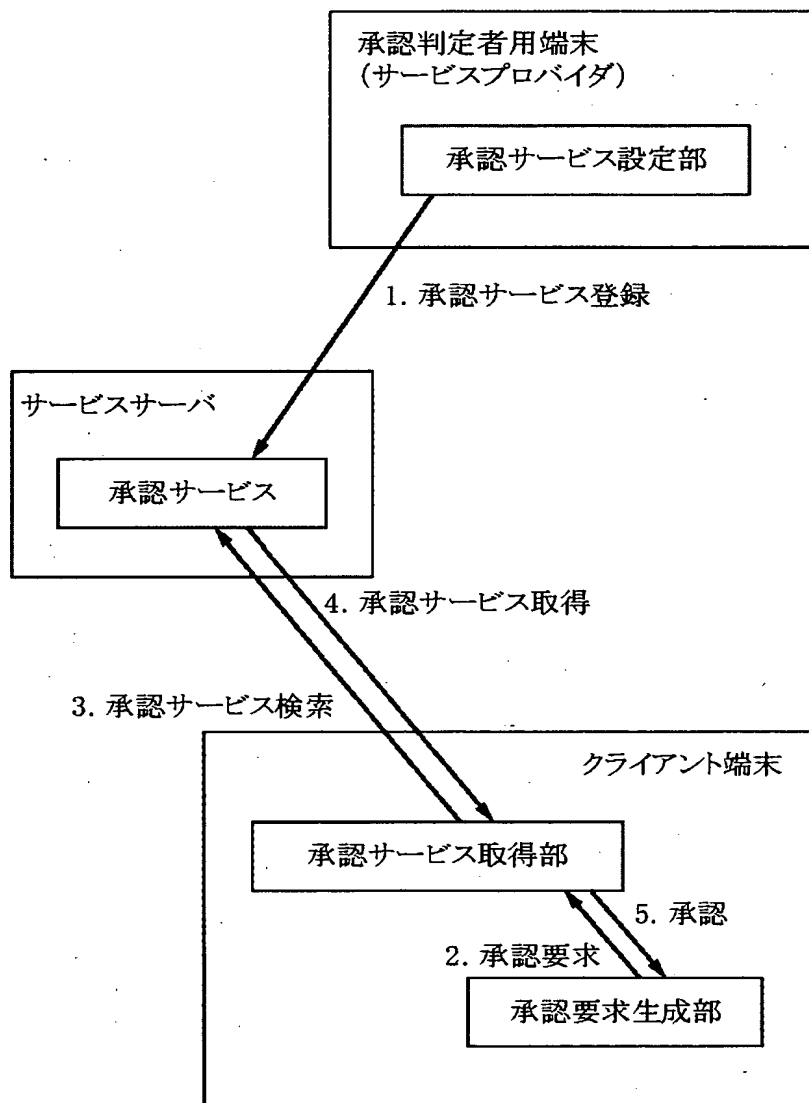 承認判定者用端末
(サービスプロバイダ)
承認サービス設定部
1. 承認サービス登録
サービスサーバ
承認サービス
4. 承認サービス取得
3. 承認サービス検索
クライアント端末
承認サービス取得部
5. 承認
2. 承認要求
承認要求生成部